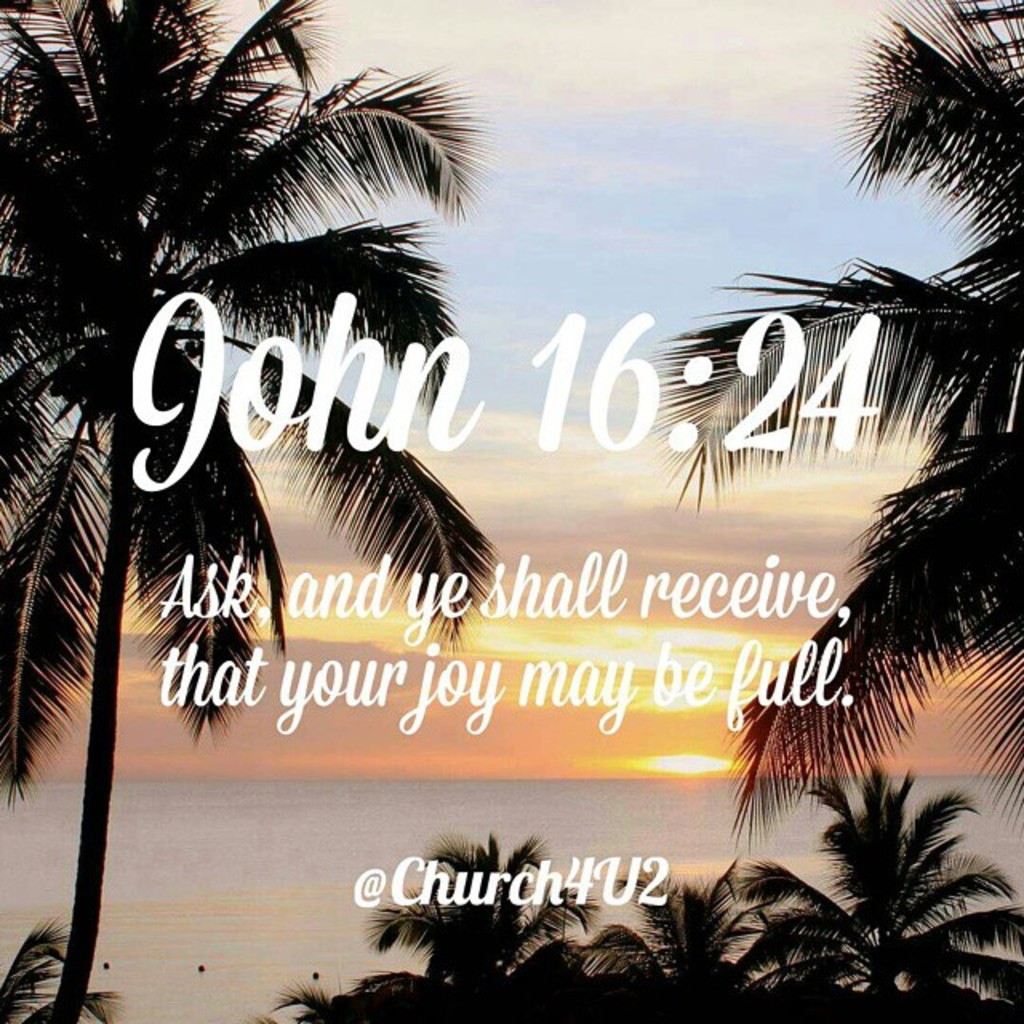 John 16:24
Ask, and ye shall receive,
that your joy may be full.
@Church4U2